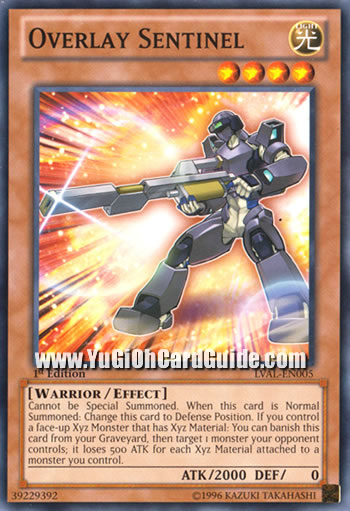 OVERLAY SENTINEL
LIGHT
光
www.YuGiOhCardGuide.com
1st Edition
LVAL-EN005
[WARRIOR / EFFECT]
Cannot be Special Summoned. When this card is Normal
Summoned: Change this card to Defense Position. If you control
a face-up Xyz Monster that has Xyz Material: You can banish this
card from your Graveyard, then target 1 monster your opponent
controls; it loses 500 ATK for each Xyz Material attached to a
monster you control.
ATK/2000 DEF/ 0
39229392
©1996 KAZUKI TAKAHASHI